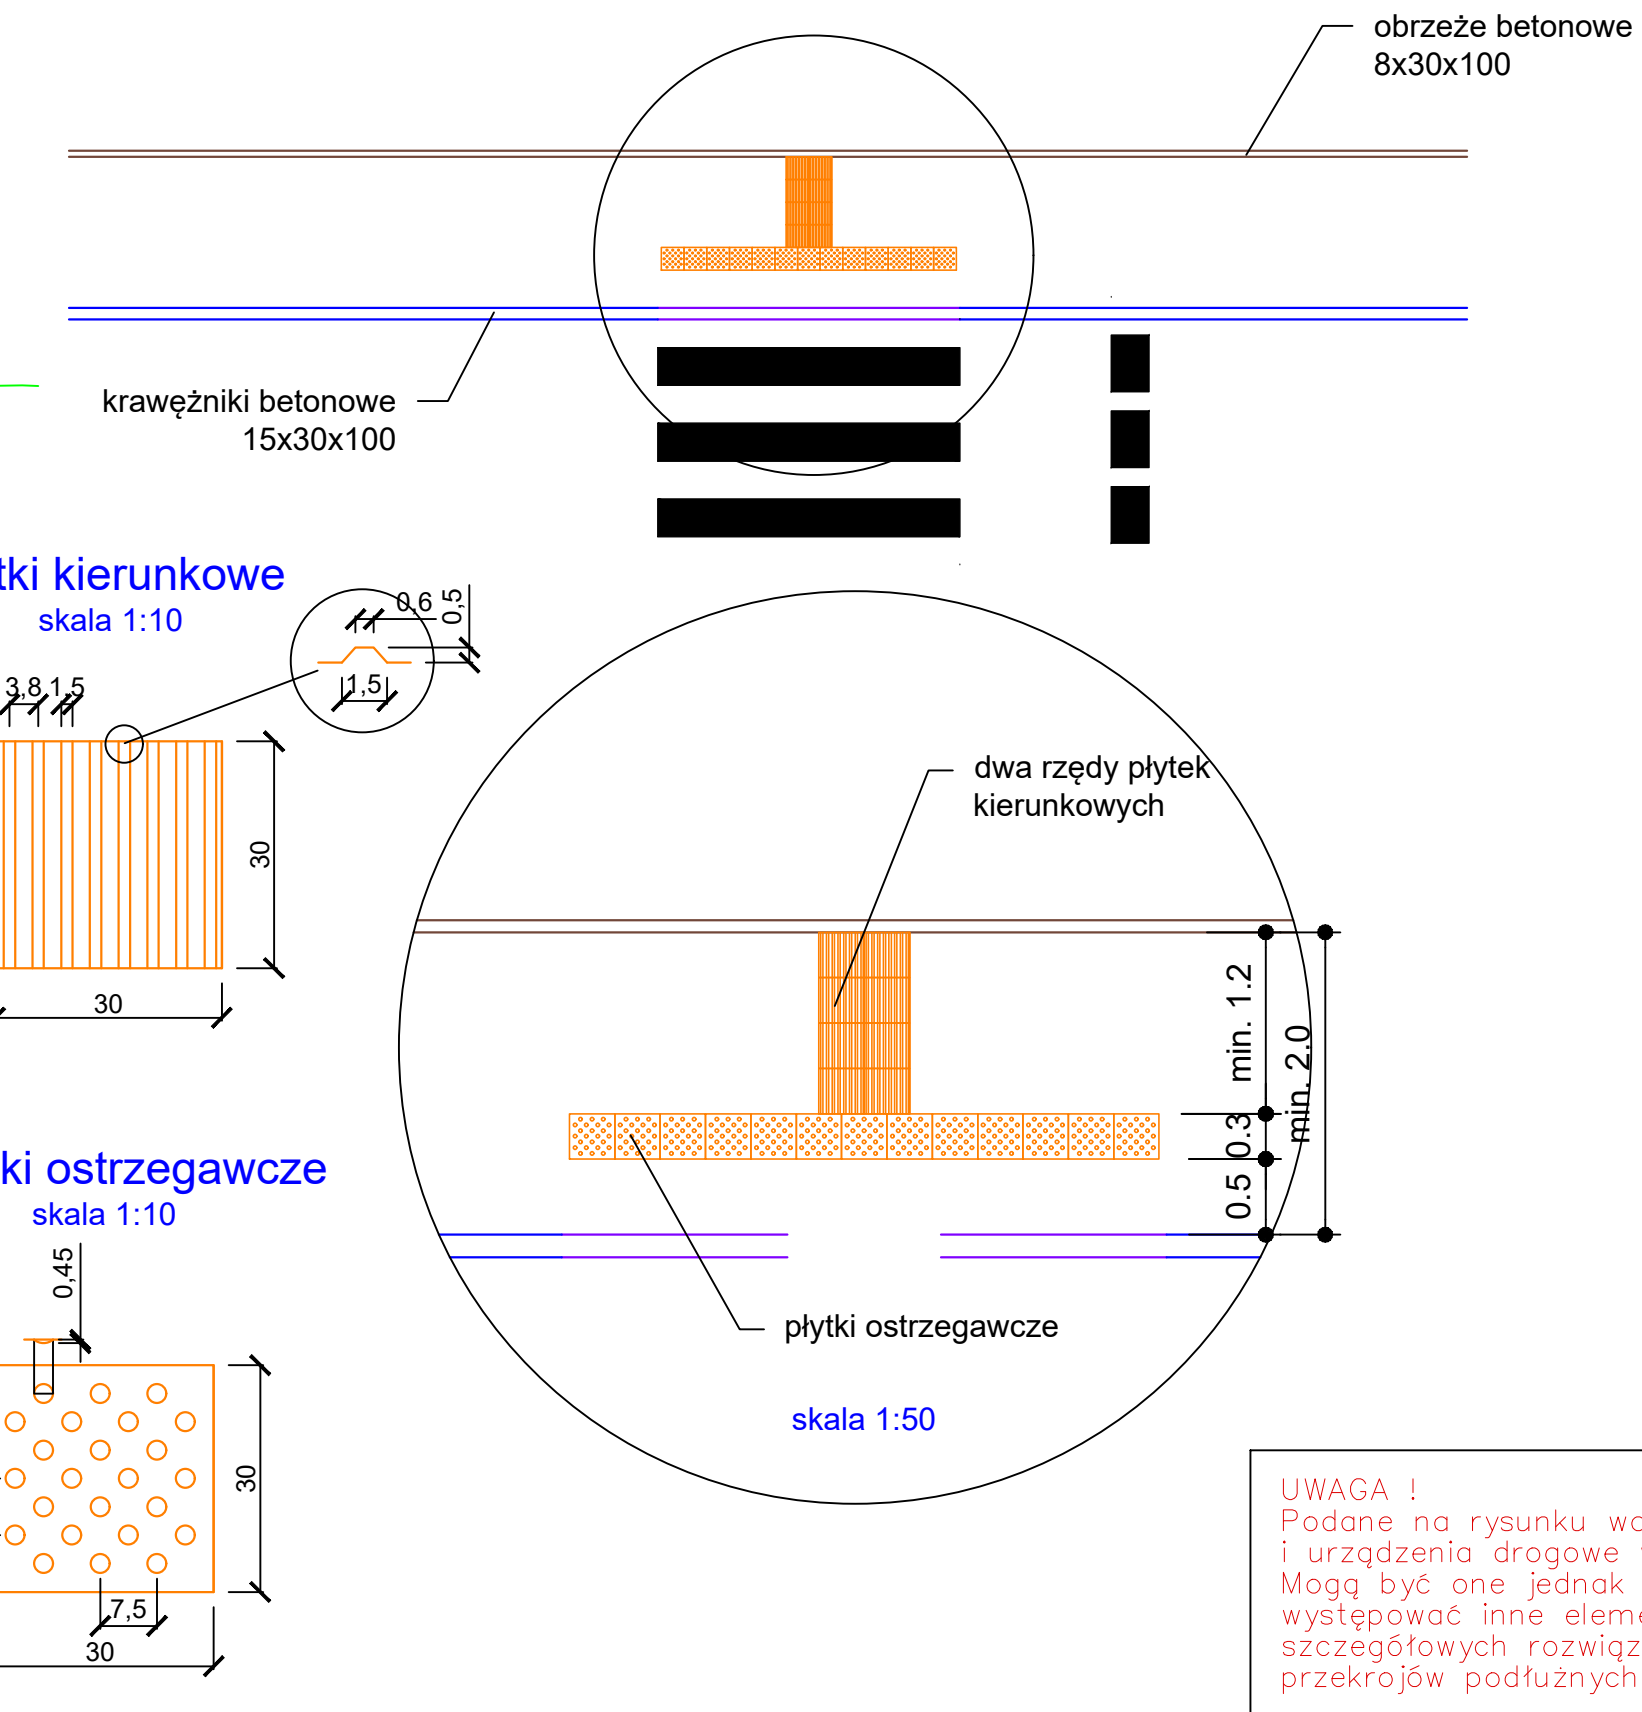 obrzeże betonowe
8x30x100
krawężniki betonowe
15x30x100
tki kierunkowe
skala 1:10
0,6
0,5
1,5
3,8 1,5
30
30
dwa rzędy płytek
kierunkowych
min. 1.2
min. 2.0
0.3
0.5
płytki ostrzegawcze
skala 1:50
ki ostrzegawcze
skala 1:10
0,45
30
7,5
30
UWAGA !
Podane na rysunku
i urządzenia drogowe
Mogą być one jednak
występować inne
szczegółowych
przekrojów podłużnych